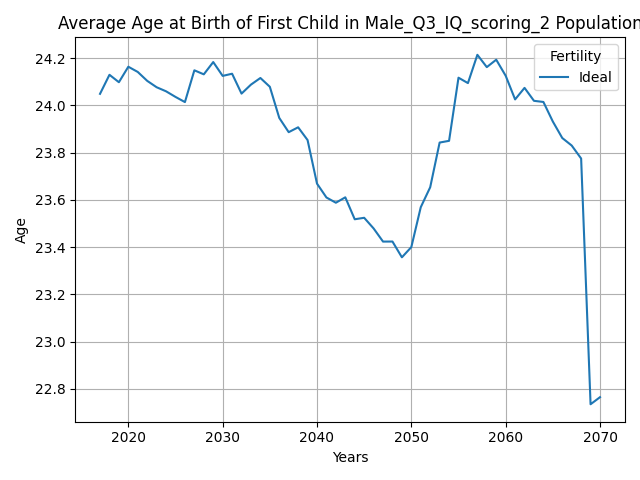 Average Age at Birth of First Child in Male_Q3_IQ_scoring_2 Population
Fertility
Ideal
24.2
24.0
23.8
23.6
23.4
23.2
23.0
22.8
Age
2020 2030 2040 2050 2060 2070
Years